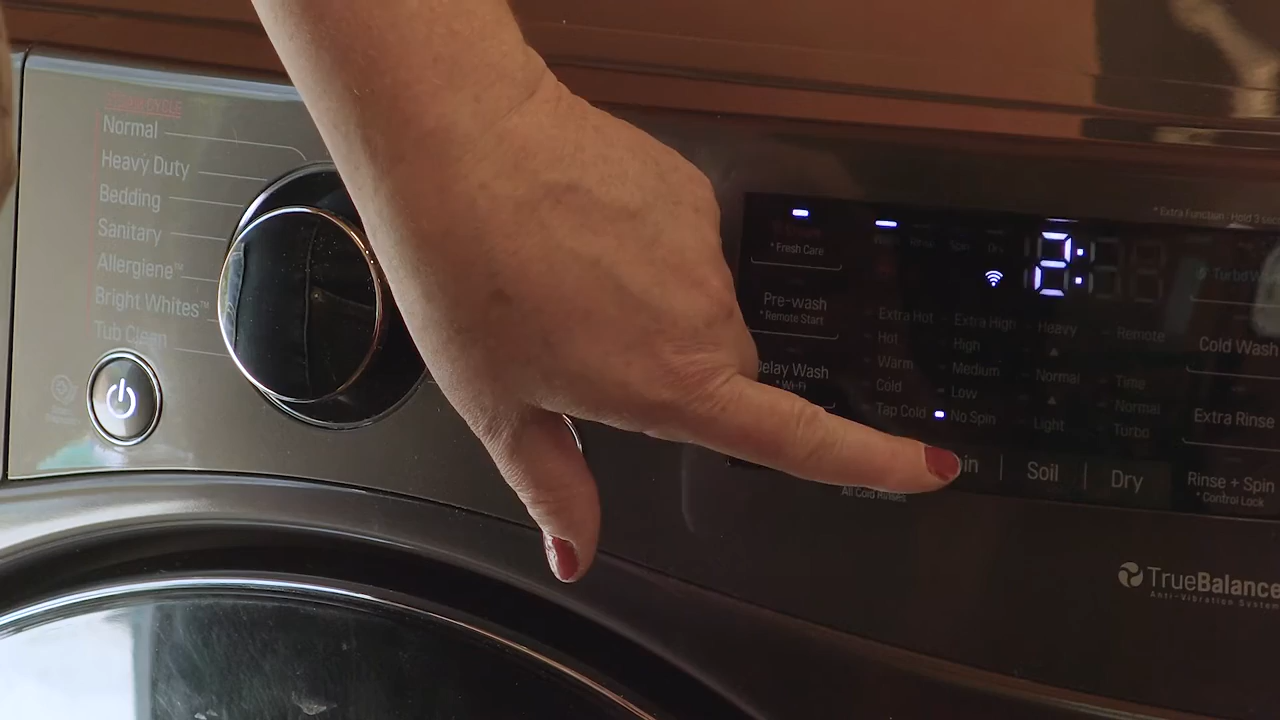 Normal
Heavy Duty
Bedding
Sanitary
Allergiene™
Bright Whites™
Tub Clean
* Extra Function : Hold 3 sec
* Fresh Care
Pre-wash
* Remote Start
Delay Wash
* Wi-Fi
2:
Extra Hot
Hot
Warm
Cold
Tap Cold
Extra High
High
Medium
Low
No Spin
Heavy
Normal
Light
Remote
Time
Normal
Turbo
in | Soil | Dry
All Cold Rinses
TurboWa
Cold Wash
Extra Rinse
Rinse + Spin
* Control Lock
TrueBalance
Anti-Vibration System